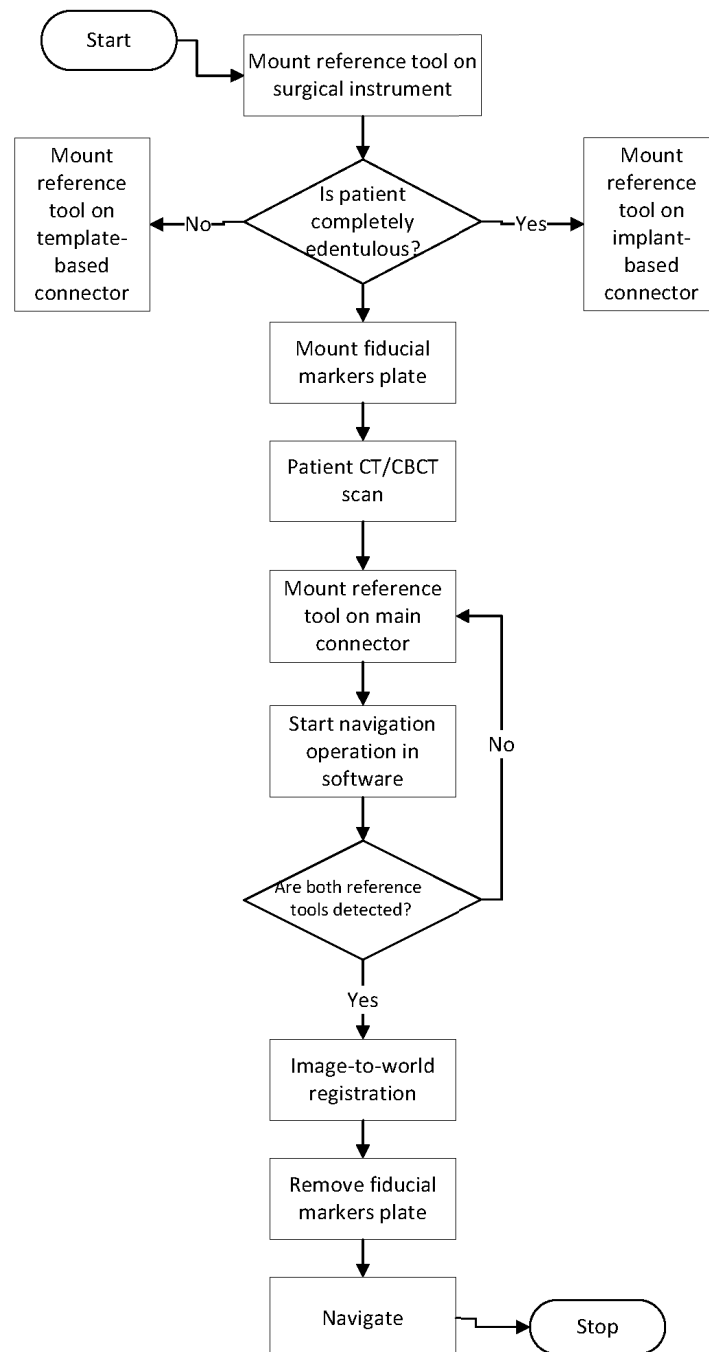 Start
Mount reference tool on
surgical instrument
Is patient
completely
edentulous?
No
Mount
reference
tool on
template-
based
connector
Yes
Mount
reference
tool on
implant-
based
connector
Mount fiducial
markers plate
Patient CT/CBCT
scan
Mount reference
tool on main
connector
Start navigation
operation in
software
Are both reference
tools detected?
No
Yes
Image-to-world
registration
Remove fiducial
markers plate
Navigate
Stop